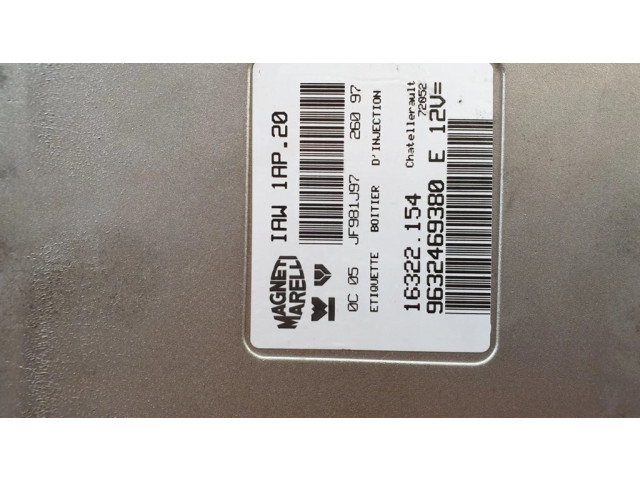 MAGNETI
MARELLI
IAW 1AP.20
0C 05 JF981J97 260 97
ETIQUETTE BOITIER D'INJECTION
16322.154 Chatellerault
72052
9632469380 E 12V=